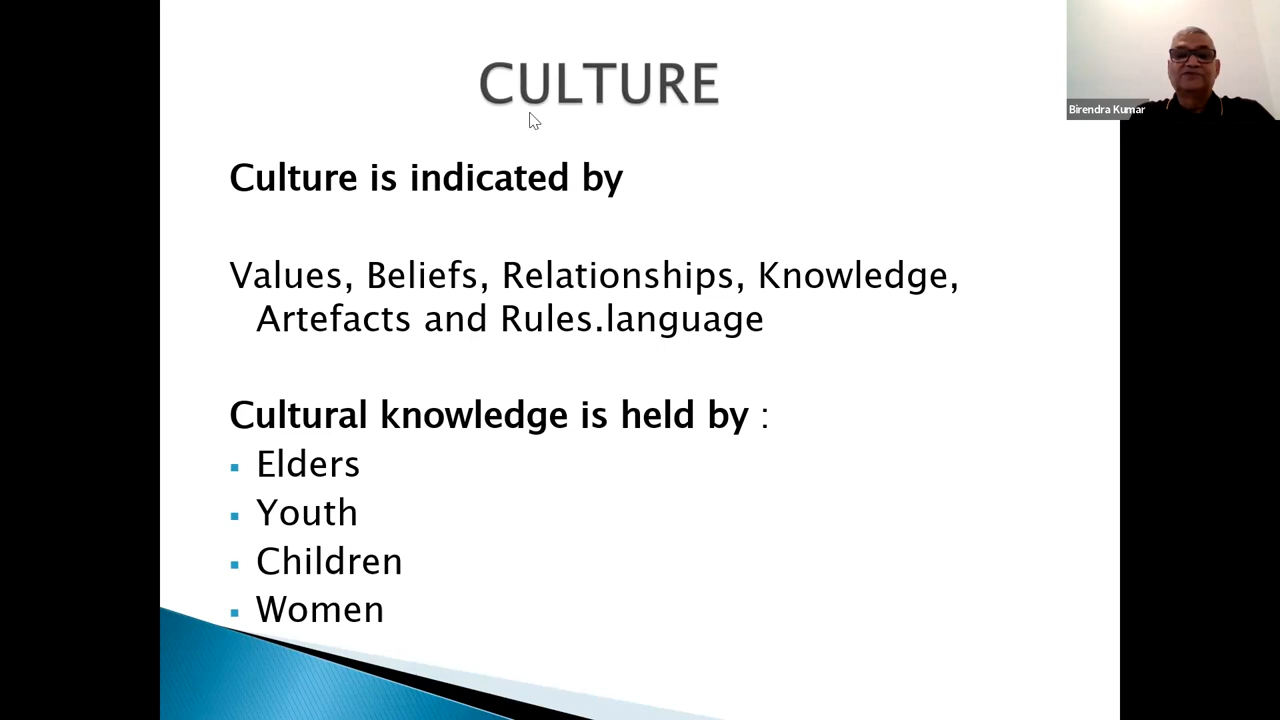 CULTURE
Birendra Kumar
Culture is indicated by
Values, Beliefs, Relationships, Knowledge,
Artefacts and Rules.language
Cultural knowledge is held by :
Elders
Youth
Children
Women